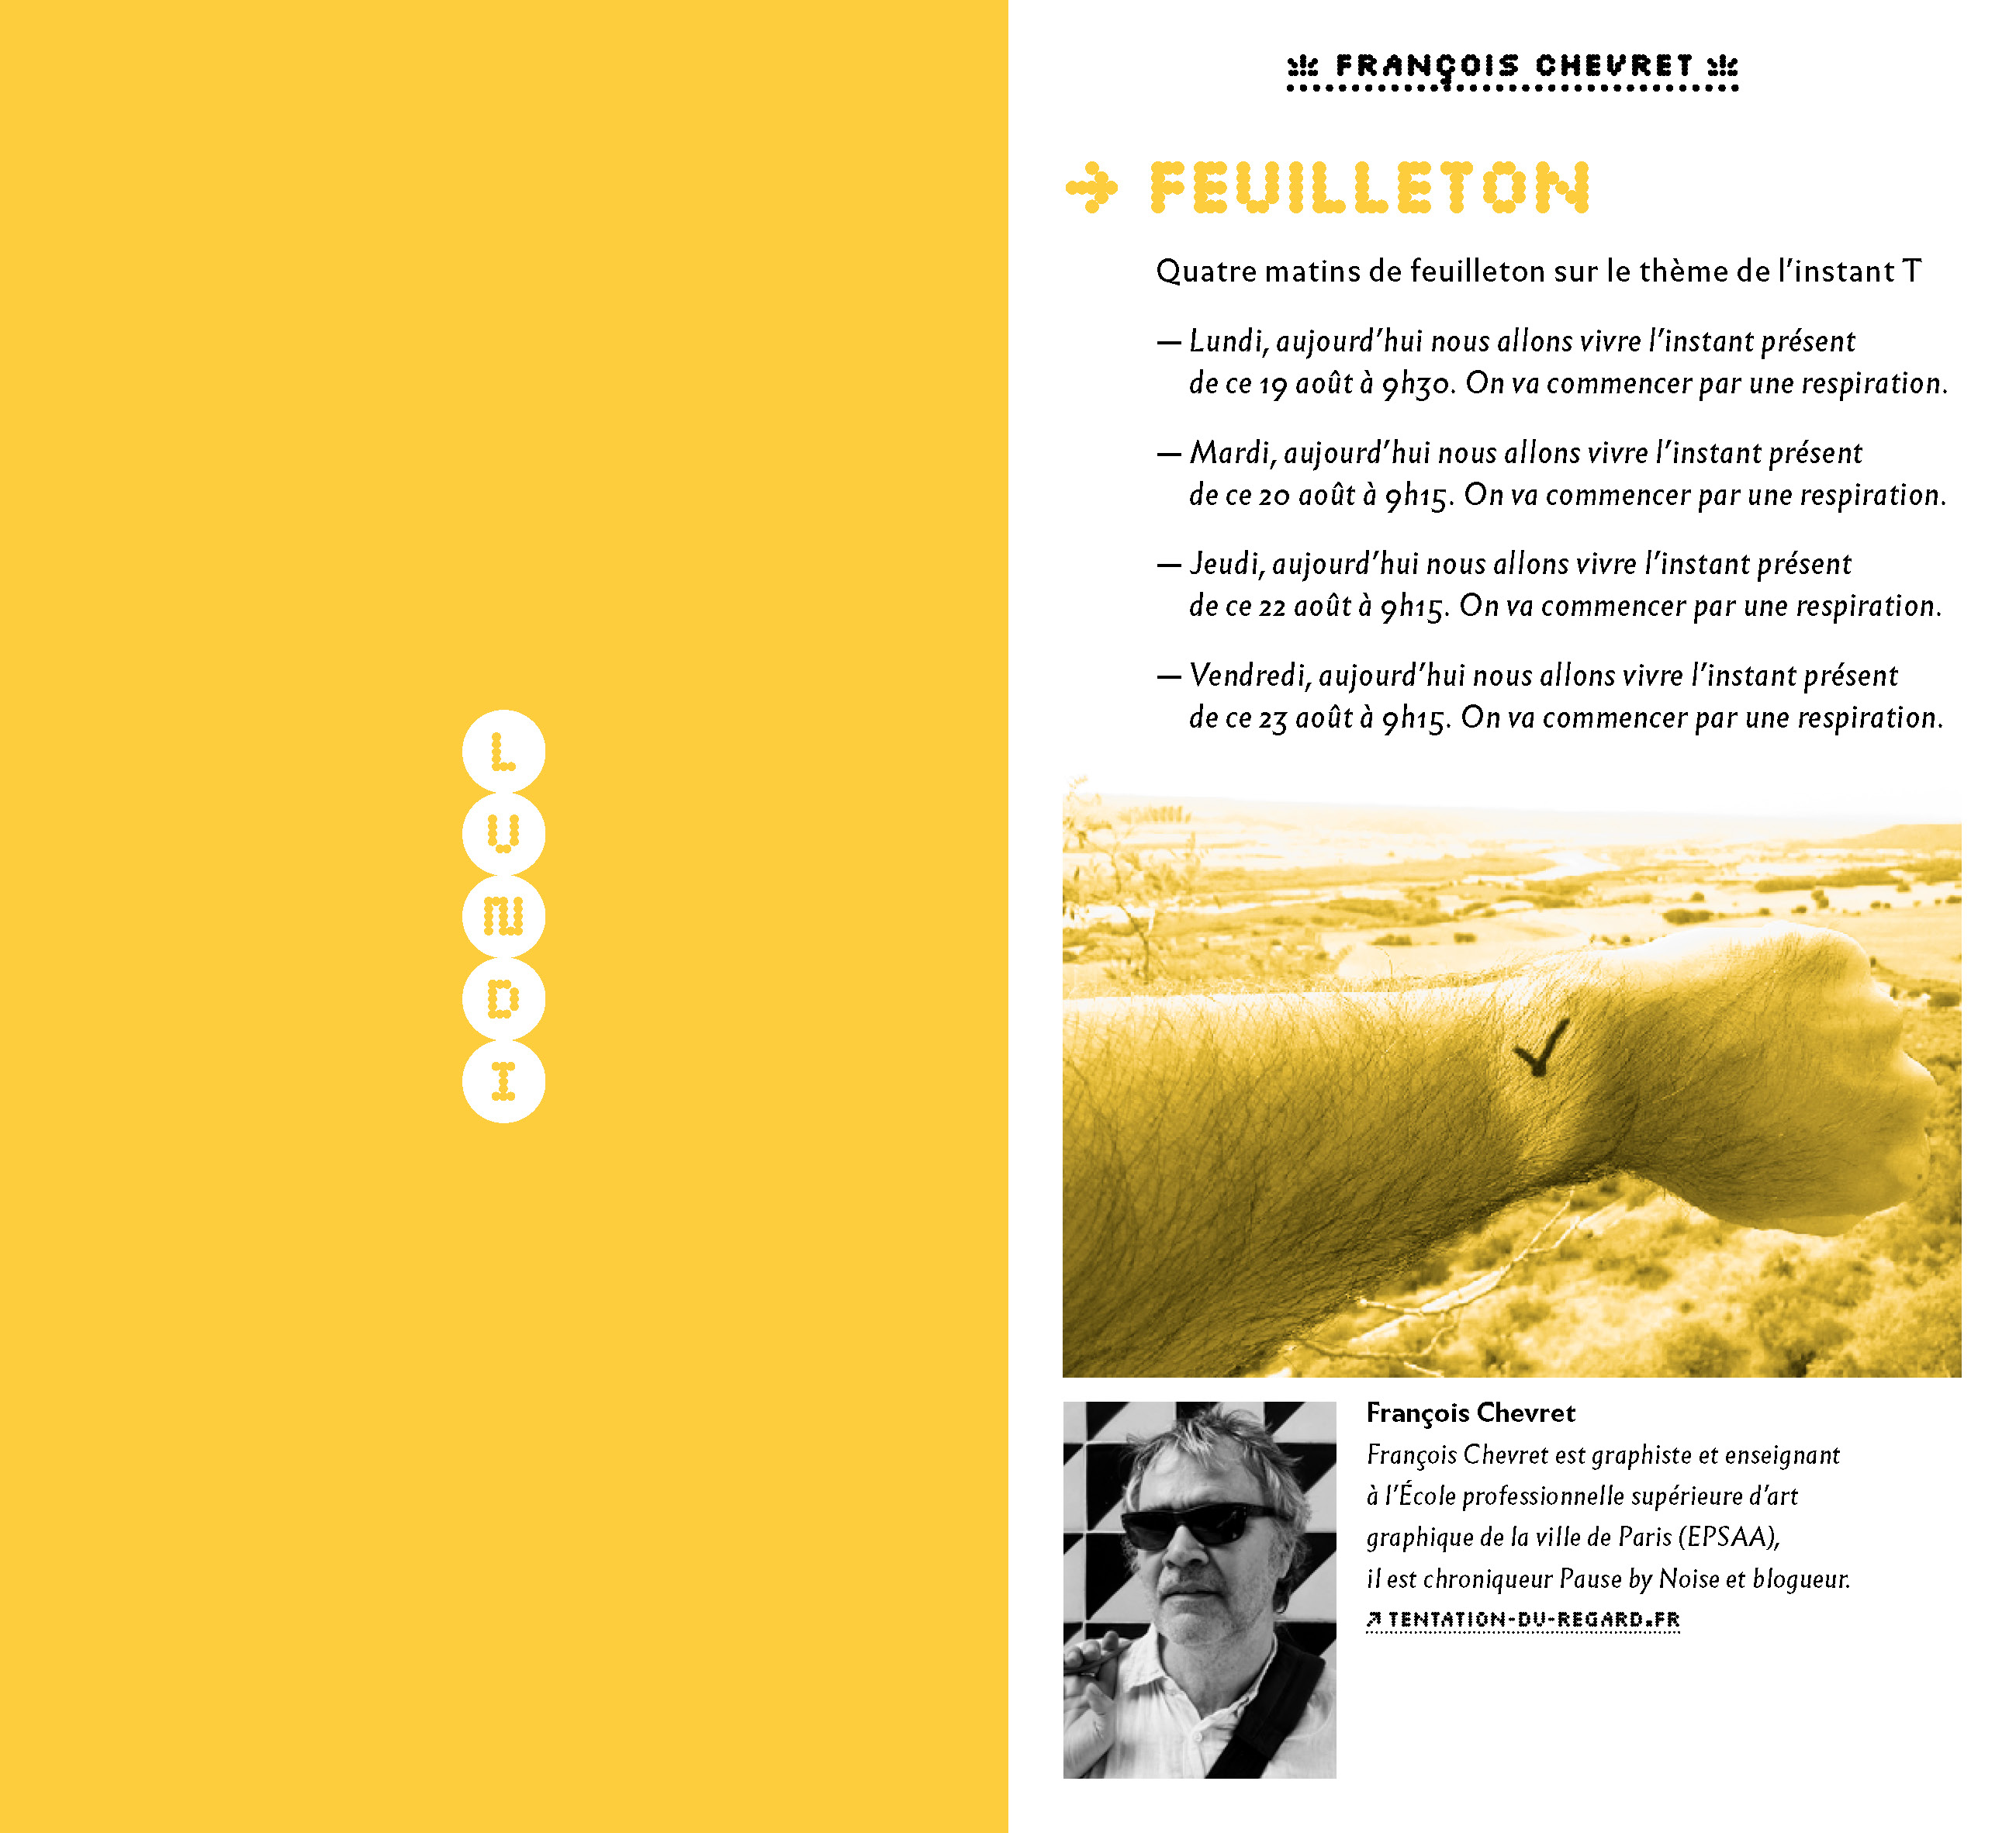 LUNDI
FRANÇOIS CHEVRET
→ FEUILLETON
Quatre matins de feuilleton sur le thème de l’instant T
— Lundi, aujourd’hui nous allons vivre l’instant présent
de ce 19 août à 9h30. On va commencer par une respiration.
— Mardi, aujourd’hui nous allons vivre l’instant présent
de ce 20 août à 9h15. On va commencer par une respiration.
— Jeudi, aujourd’hui nous allons vivre l’instant présent
de ce 22 août à 9h15. On va commencer par une respiration.
— Vendredi, aujourd’hui nous allons vivre l’instant présent
de ce 23 août à 9h15. On va commencer par une respiration.
François Chevret
François Chevret est graphiste et enseignant
à l’École professionnelle supérieure d’art
graphique de la ville de Paris (EPSAA),
il est chroniqueur Pause by Noise et blogueur.
↗ TENTATION-DU-REGARD.FR